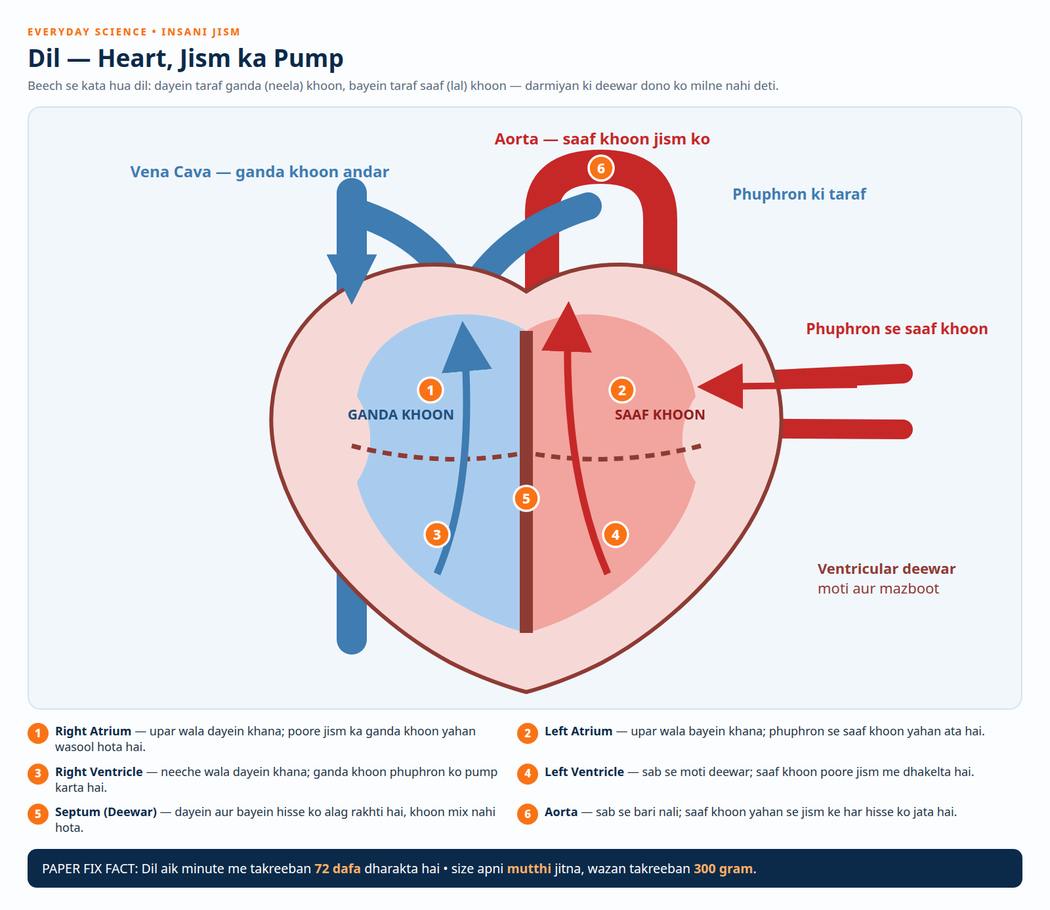 EVERYDAY SCIENCE • INSANI JISM
Dil — Heart, Jism ka Pump
Beech se kata hua dil: dayein taraf ganda (neela) khoon, bayein taraf saaf (lal) khoon — darmiyan ki deewar dono ko milne nahi deti.
Aorta — saaf khoon jism ko
6
Vena Cava — ganda khoon andar
Phuphron ki taraf
Phuphron se saaf khoon
1
2
GANDA KHOON
SAAF KHOON
5
3
4
Ventricular deewar
moti aur mazboot
1 Right Atrium — upar wala dayein khana; poore jism ka ganda khoon yahan
wasool hota hai.
2 Left Atrium — upar wala bayein khana; phuphron se saaf khoon yahan ata hai.
3 Right Ventricle — neeche wala dayein khana; ganda khoon phuphron ko pump
karta hai.
4 Left Ventricle — sab se moti deewar; saaf khoon poore jism me dhakelta hai.
5 Septum (Deewar) — dayein aur bayein hisse ko alag rakhti hai, khoon mix nahi
hota.
6 Aorta — sab se bari nali; saaf khoon yahan se jism ke har hisse ko jata hai.
PAPER FIX FACT: Dil aik minute me takreeban 72 dafa dharakta hai • size apni mutthi jitna, wazan takreeban 300 gram.